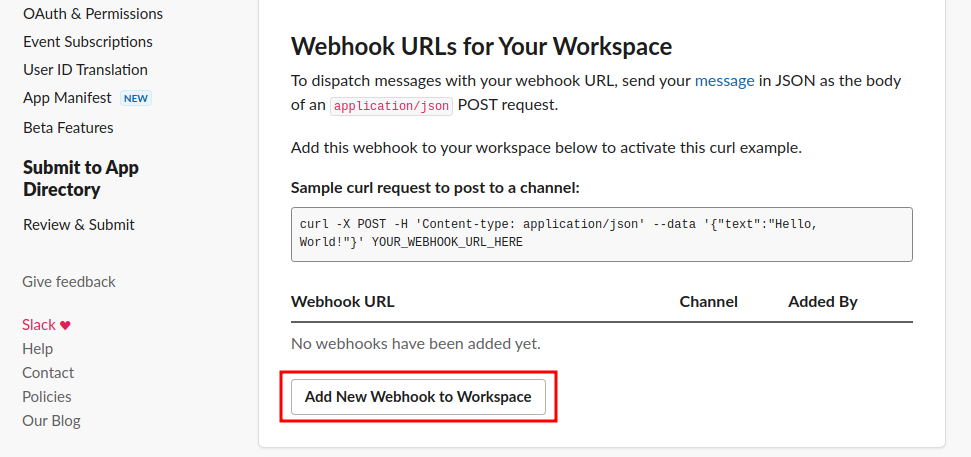 OAuth & Permissions
Event Subscriptions
User ID Translation
App Manifest NEW
Beta Features
Submit to App
Directory
Review & Submit
Give feedback
Slack ♥
Help
Contact
Policies
Our Blog
Webhook URLs for Your Workspace
To dispatch messages with your webhook URL, send your message in JSON as the body
of an application/json POST request.
Add this webhook to your workspace below to activate this curl example.
Sample curl request to post to a channel:
curl -X POST -H 'Content-type: application/json' --data '{"text":"Hello,
World!"}' YOUR_WEBHOOK_URL_HERE
Webhook URL Channel Added By
No webhooks have been added yet.
Add New Webhook to Workspace